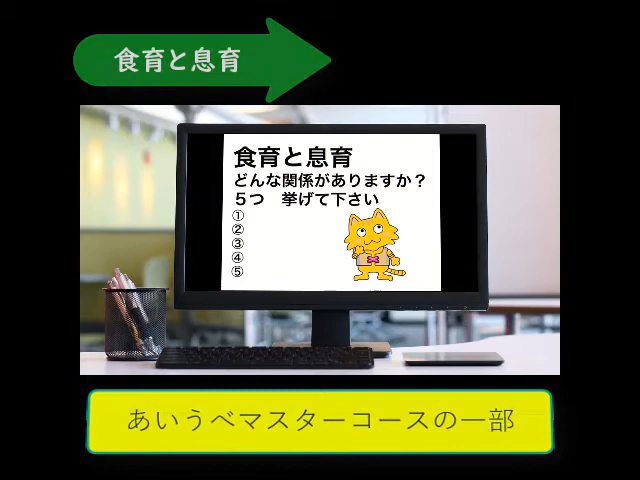 食育と息育
食育と息育
どんな関係がありますか？
５つ　挙げて下さい
①
②
③
④
⑤
あいうべマスターコースの一部